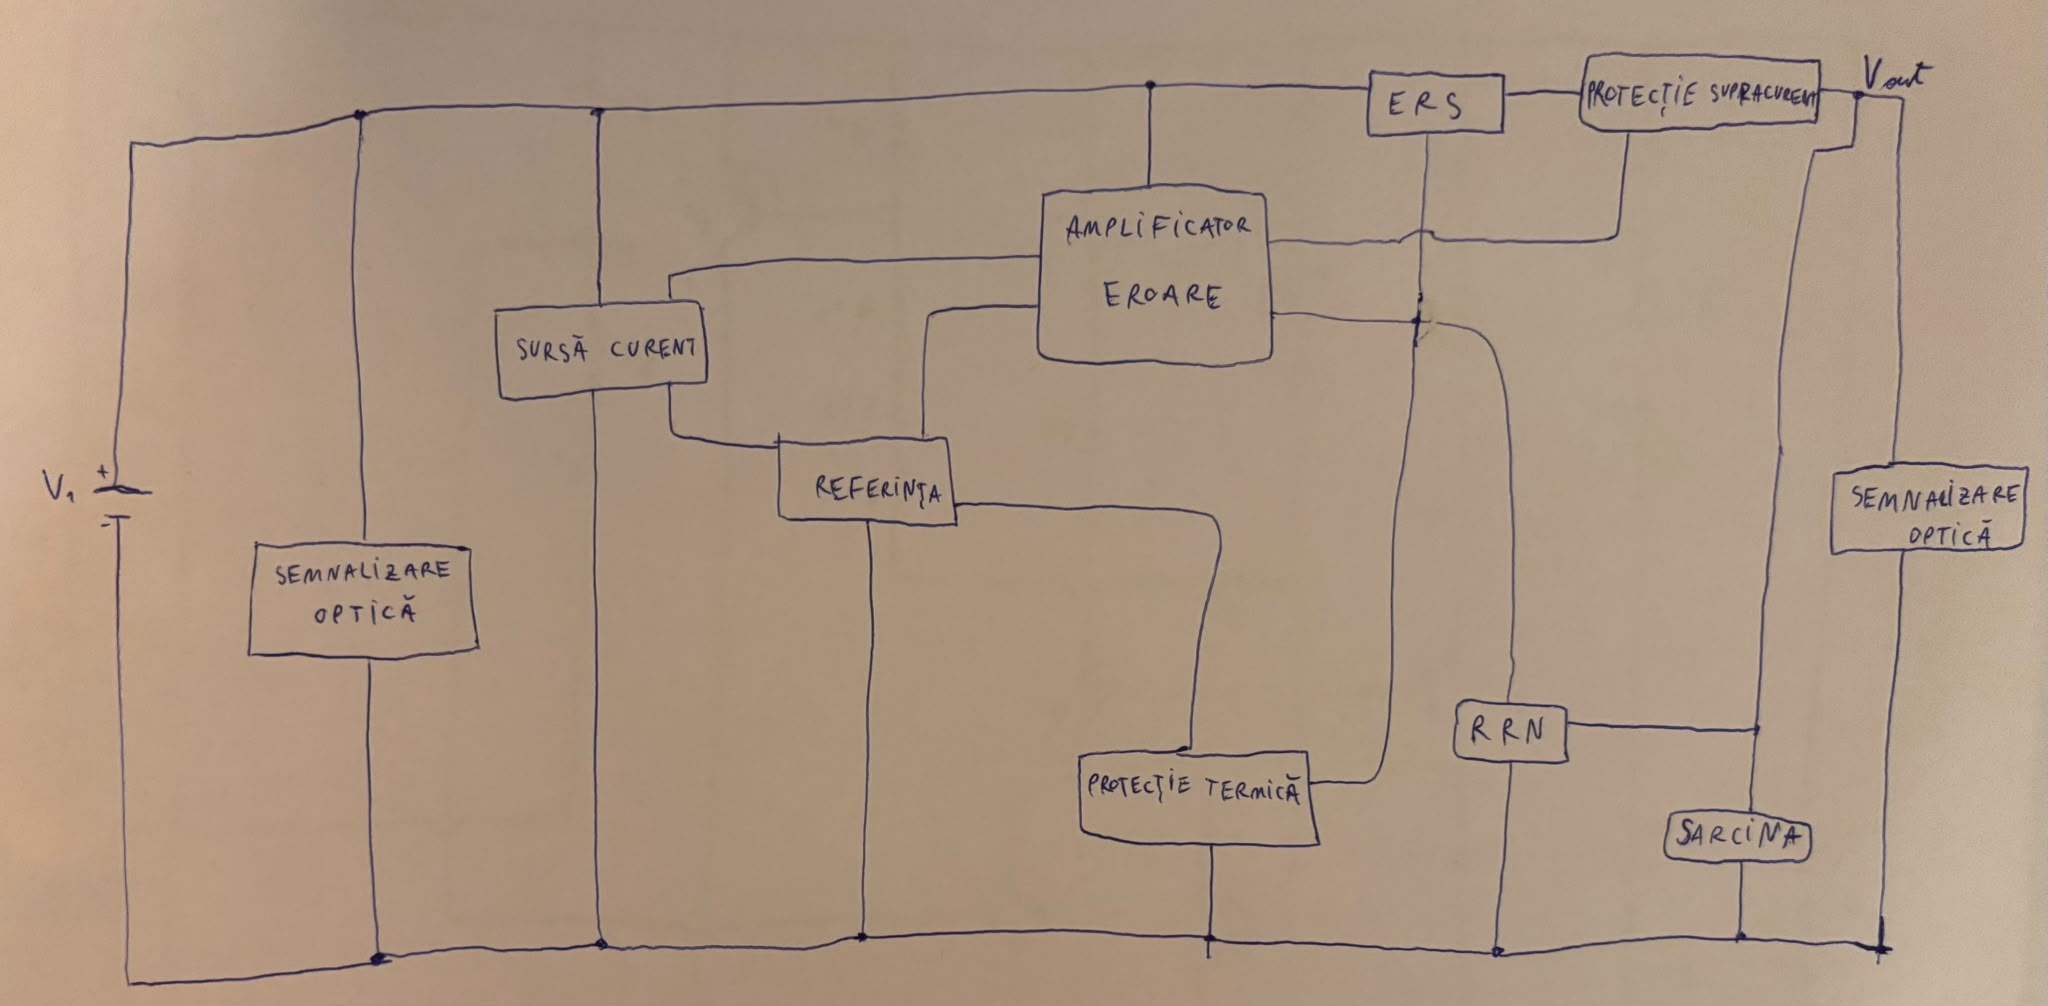 ERS
PROTECȚIE SUPRACURENT
Vout
AMPLIFICATOR
EROARE
SURSĂ CURENT
REFERINȚA
V1
+
-
SEMNALIZARE
OPTICĂ
SEMNALIZARE
OPTICĂ
RRN
PROTECȚIE TERMICĂ
SARCINA